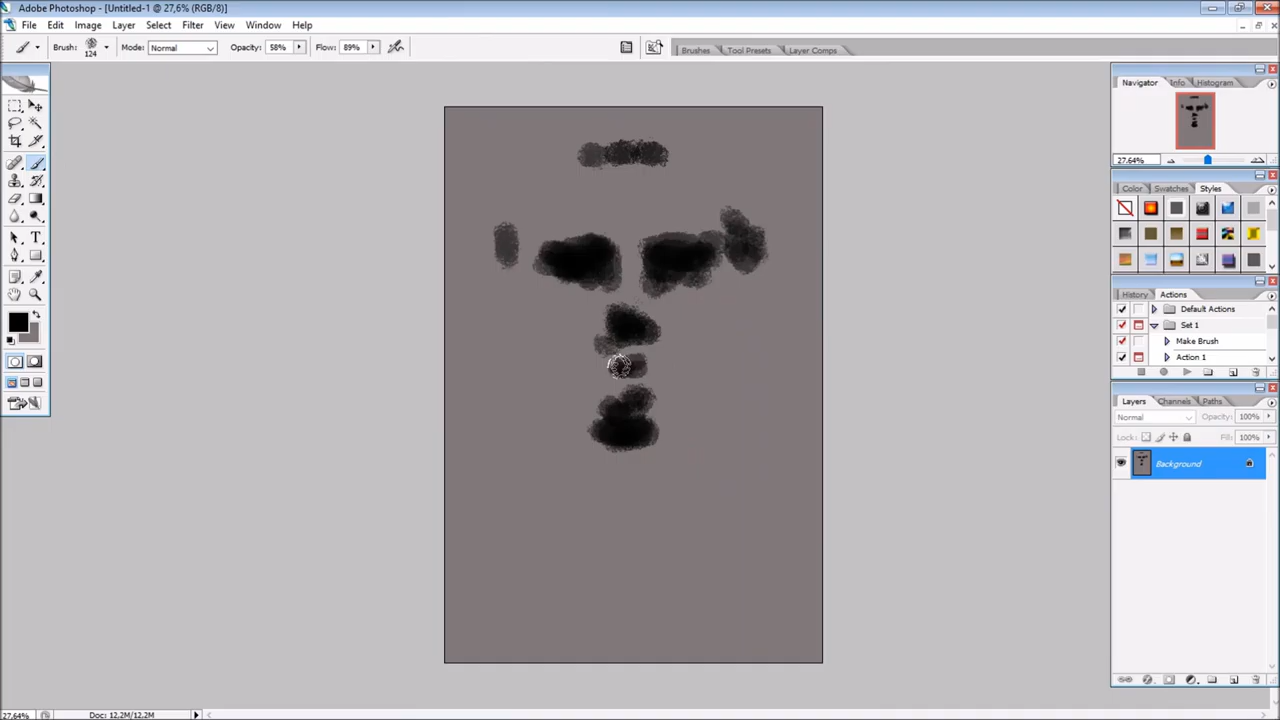 Adobe Photoshop - [Untitled-1 @ 27,6% (RGB/8)]
File Edit Image Layer Select Filter View Window Help
Brush: 124 Mode: Normal Opacity: 58% Flow: 89% Brushes Tool Presets Layer Comps
Navigator Info Histogram
27.64%
Color Swatches Styles
History Actions
Default Actions
Set 1
Make Brush
Action 1
Layers Channels Paths
Normal Opacity: 100%
Lock: Fill: 100%
Background
T
27.64% Doc: 12,2M/12,2M